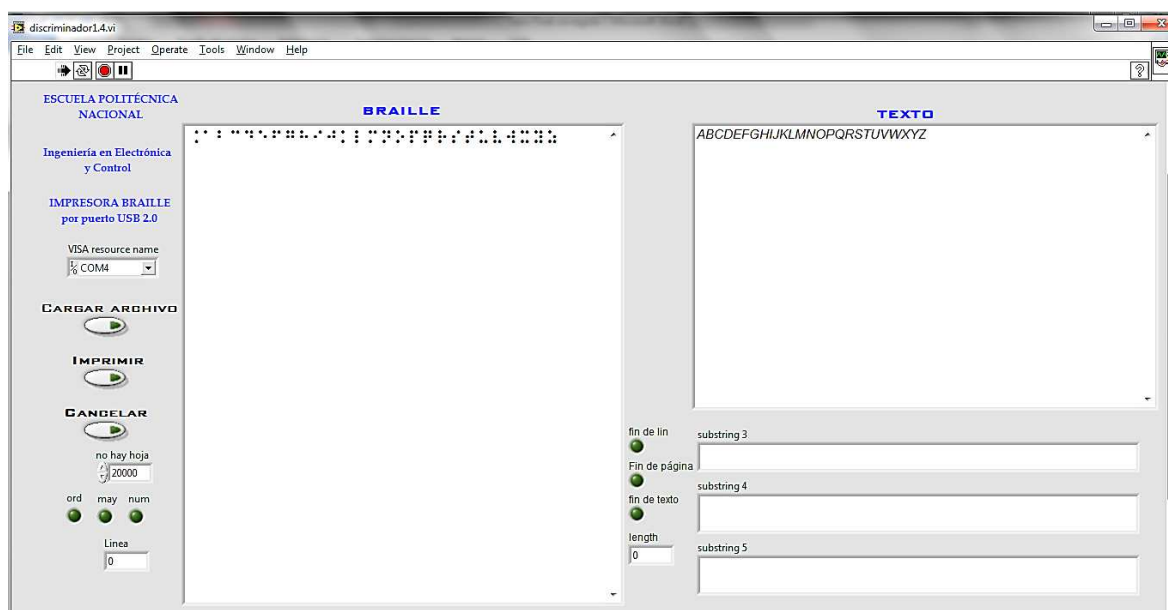 discriminador1.4.vi
File Edit View Project Operate Tools Window Help
ESCUELA POLITÉCNICA
NACIONAL
Ingeniería en Electrónica
y Control
IMPRESORA BRAILLE
por puerto USB 2.0
VISA resource name
COM4
CARGAR ARCHIVO
IMPRIMIR
CANCELAR
no hay hoja
20000
ord may num
Linea
0
BRAILLE
⠨⠁⠃⠉⠙⠑⠋⠛⠓⠊⠚⠅⠇⠍⠝⠕⠏⠟⠗⠎⠞⠥⠧⠺⠭⠽⠵
TEXTO
ABCDEFGHIJKLMNOPQRSTUVWXYZ
fin de lin
Fin de página
fin de texto
length
0
substring 3
substring 4
substring 5